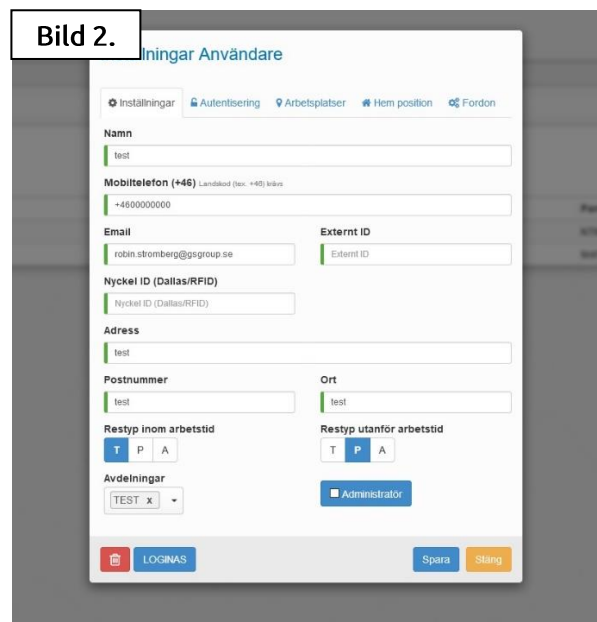 Bild 2.
lningar Användare
Inställningar Autentisering Arbetsplatser Hem position Fordon
Namn
test
Mobiltelefon (+46) Landskod (tex. +46) krävs
+4600000000
Email Externt ID
robin.stromberg@gsgroup.se Externt ID
Nyckel ID (Dallas/RFID)
Nyckel ID (Dallas/RFID)
Adress
test
Postnummer Ort
test test
Restyp inom arbetstid Restyp utanför arbetstid
T P A T P A
Avdelningar
TEST x Administratör
LOGINAS Spara Stäng